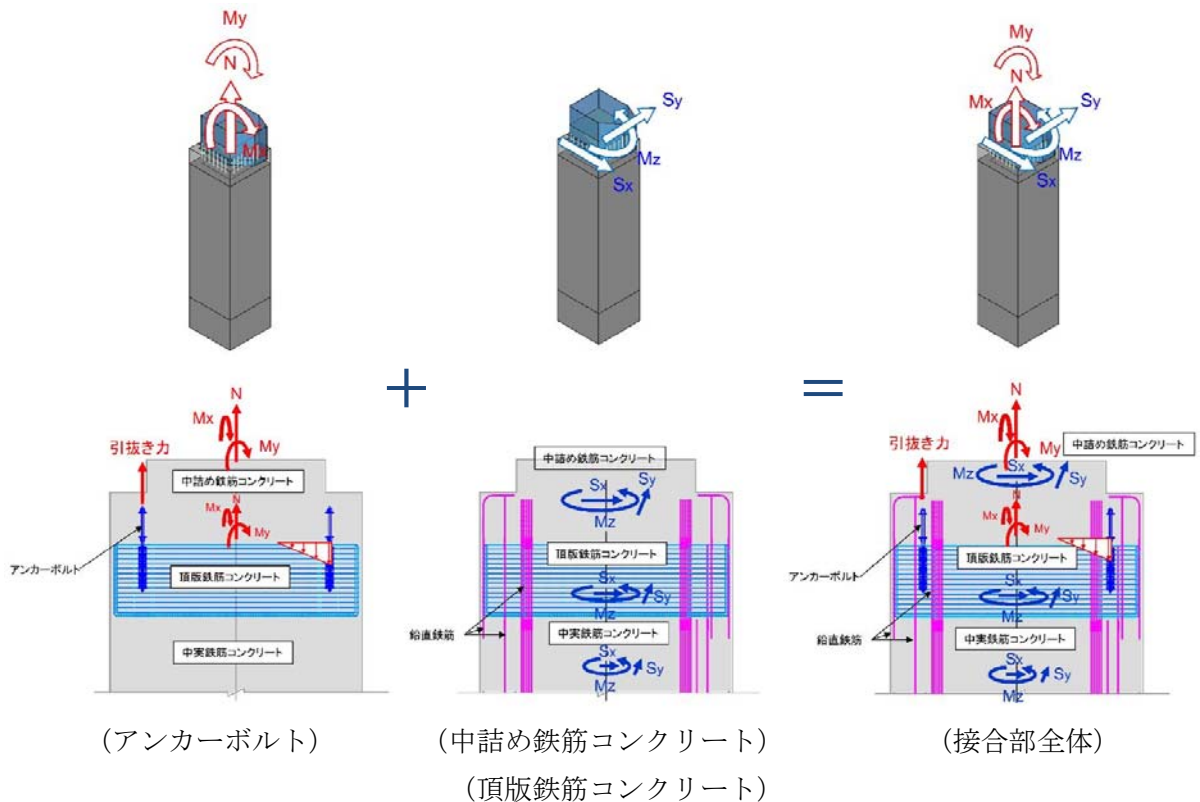 My
N
Mx
Sy
Mz
Sx
My
N
Mx
Sy
Mz
Sx
+
=
N
Mx
My
引抜き力
中詰め鉄筋コンクリート
N
Mx
My
アンカーボルト
頂版鉄筋コンクリート
中実鉄筋コンクリート
中詰め鉄筋コンクリート
Sx
Sy
Mz
頂版鉄筋コンクリート
Sx
Sy
Mz
鉛直鉄筋
中実鉄筋コンクリート
Sx
Sy
Mz
N
Mx
My
中詰め鉄筋コンクリート
引抜き力
Mz
Sx
Sy
N
Mx
My
頂版鉄筋コンクリート
アンカーボルト
Sx
Sy
Mz
鉛直鉄筋
中実鉄筋コンクリート
Sx
Sy
Mz
(アンカーボルト)
(中詰め鉄筋コンクリート)
(頂版鉄筋コンクリート)
(接合部全体)